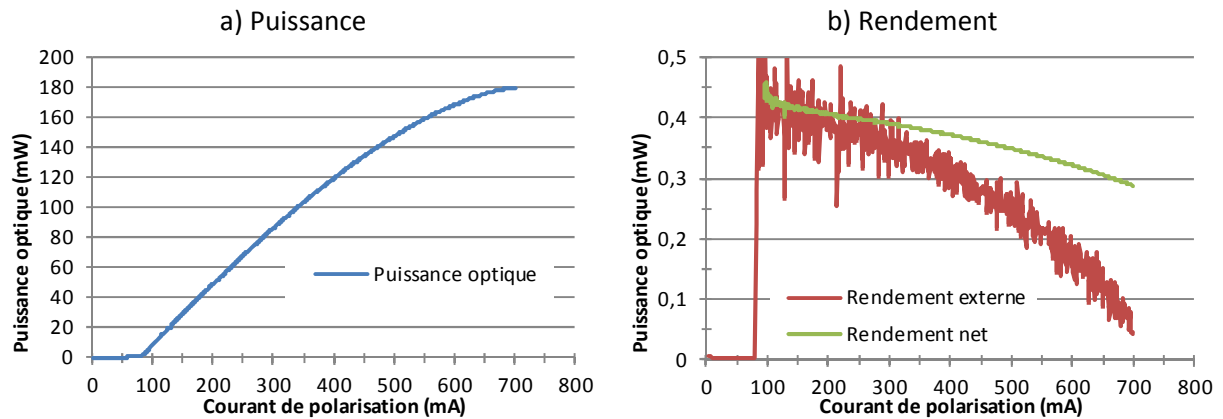 a) Puissance
Puissance optique (mW)
200
180
160
140
120
100
80
60
40
20
0
Puissance optique
0 100 200 300 400 500 600 700 800
Courant de polarisation (mA)
b) Rendement
Puissance optique (mW)
0,5
0,4
0,3
0,2
0,1
0
Rendement externe
Rendement net
0 100 200 300 400 500 600 700 800
Courant de polarisation (mA)